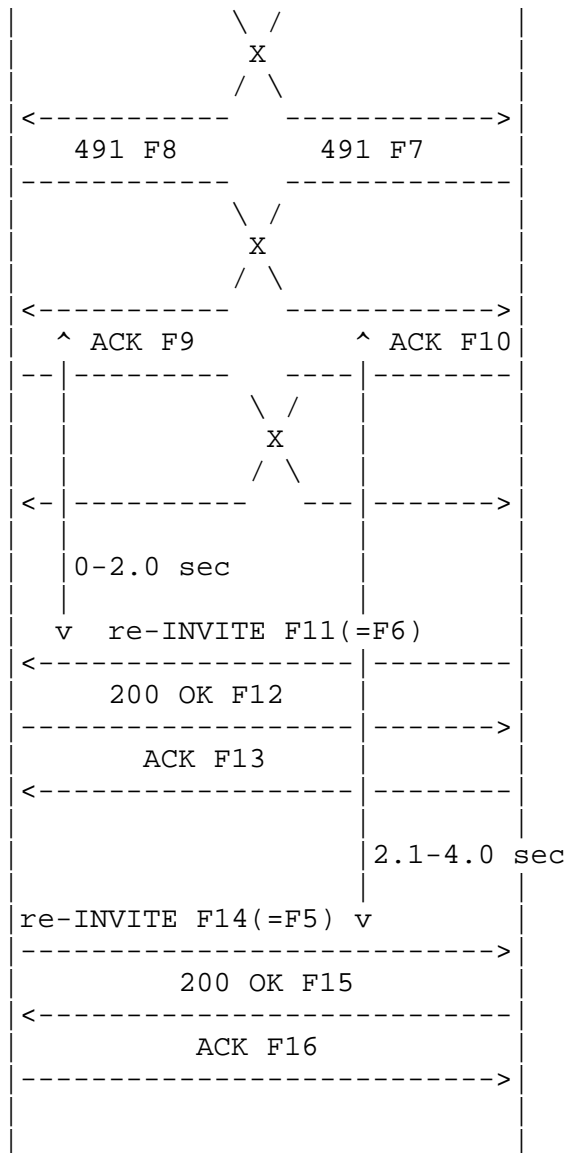 491 F8 491 F7
^ ACK F9 ^ ACK F10
0-2.0 sec
v re-INVITE F11(=F6)
200 OK F12
ACK F13
2.1-4.0 sec
re-INVITE F14(=F5) v
200 OK F15
ACK F16